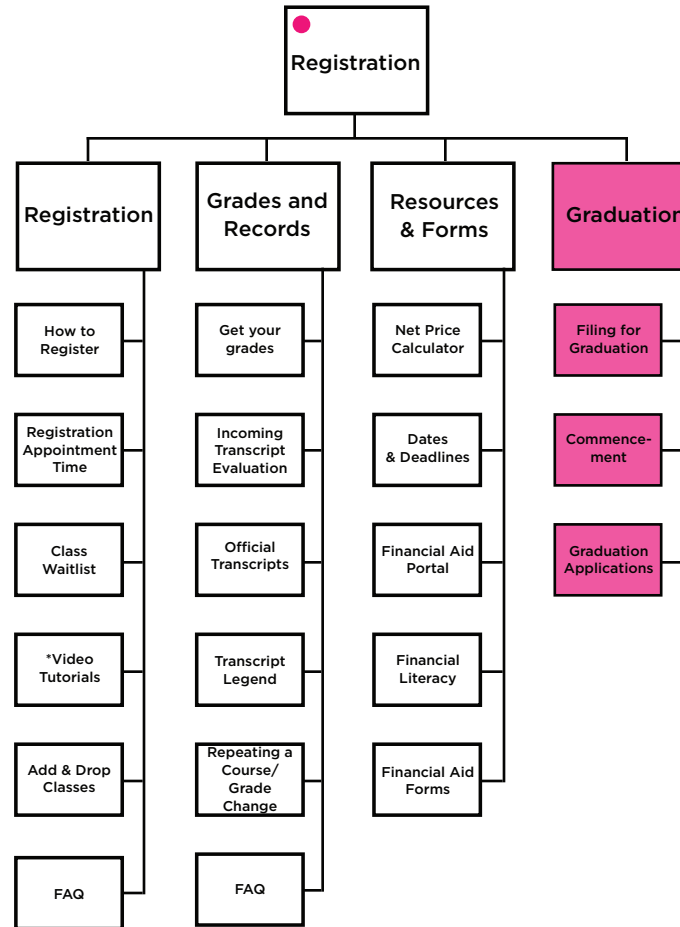 Registration
Registration
Grades and
Records
Resources
& Forms
Graduation
How to
Register
Registration
Appointment
Time
Class
Waitlist
*Video
Tutorials
Add & Drop
Classes
FAQ
Get your
grades
Incoming
Transcript
Evaluation
Official
Transcripts
Transcript
Legend
Repeating a
Course/
Grade
Change
FAQ
Net Price
Calculator
Dates
& Deadlines
Financial Aid
Portal
Financial
Literacy
Financial Aid
Forms
Filing for
Graduation
Commence-
ment
Graduation
Applications